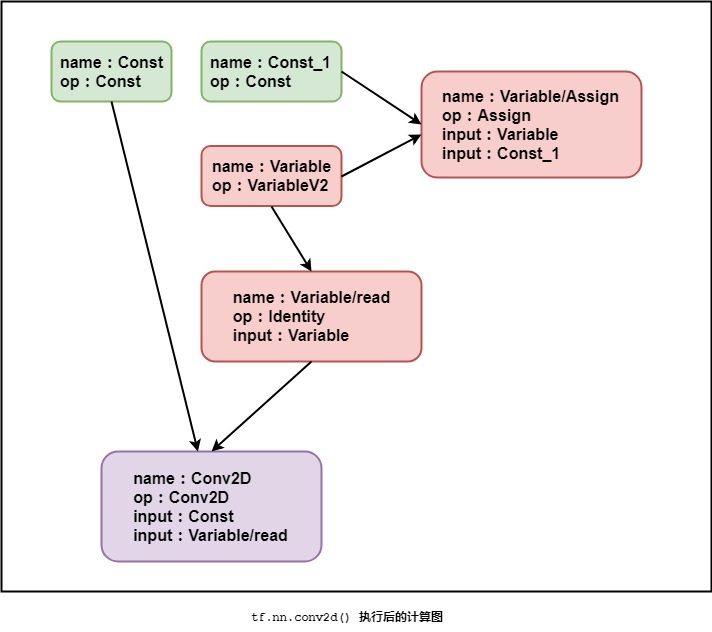 name : Const
op : Const
name : Const_1
op : Const
name : Variable/Assign
op : Assign
input : Variable
input : Const_1
name : Variable
op : VariableV2
name : Variable/read
op : Identity
input : Variable
name : Conv2D
op : Conv2D
input : Const
input : Variable/read
tf.nn.conv2d() 执行后的计算图